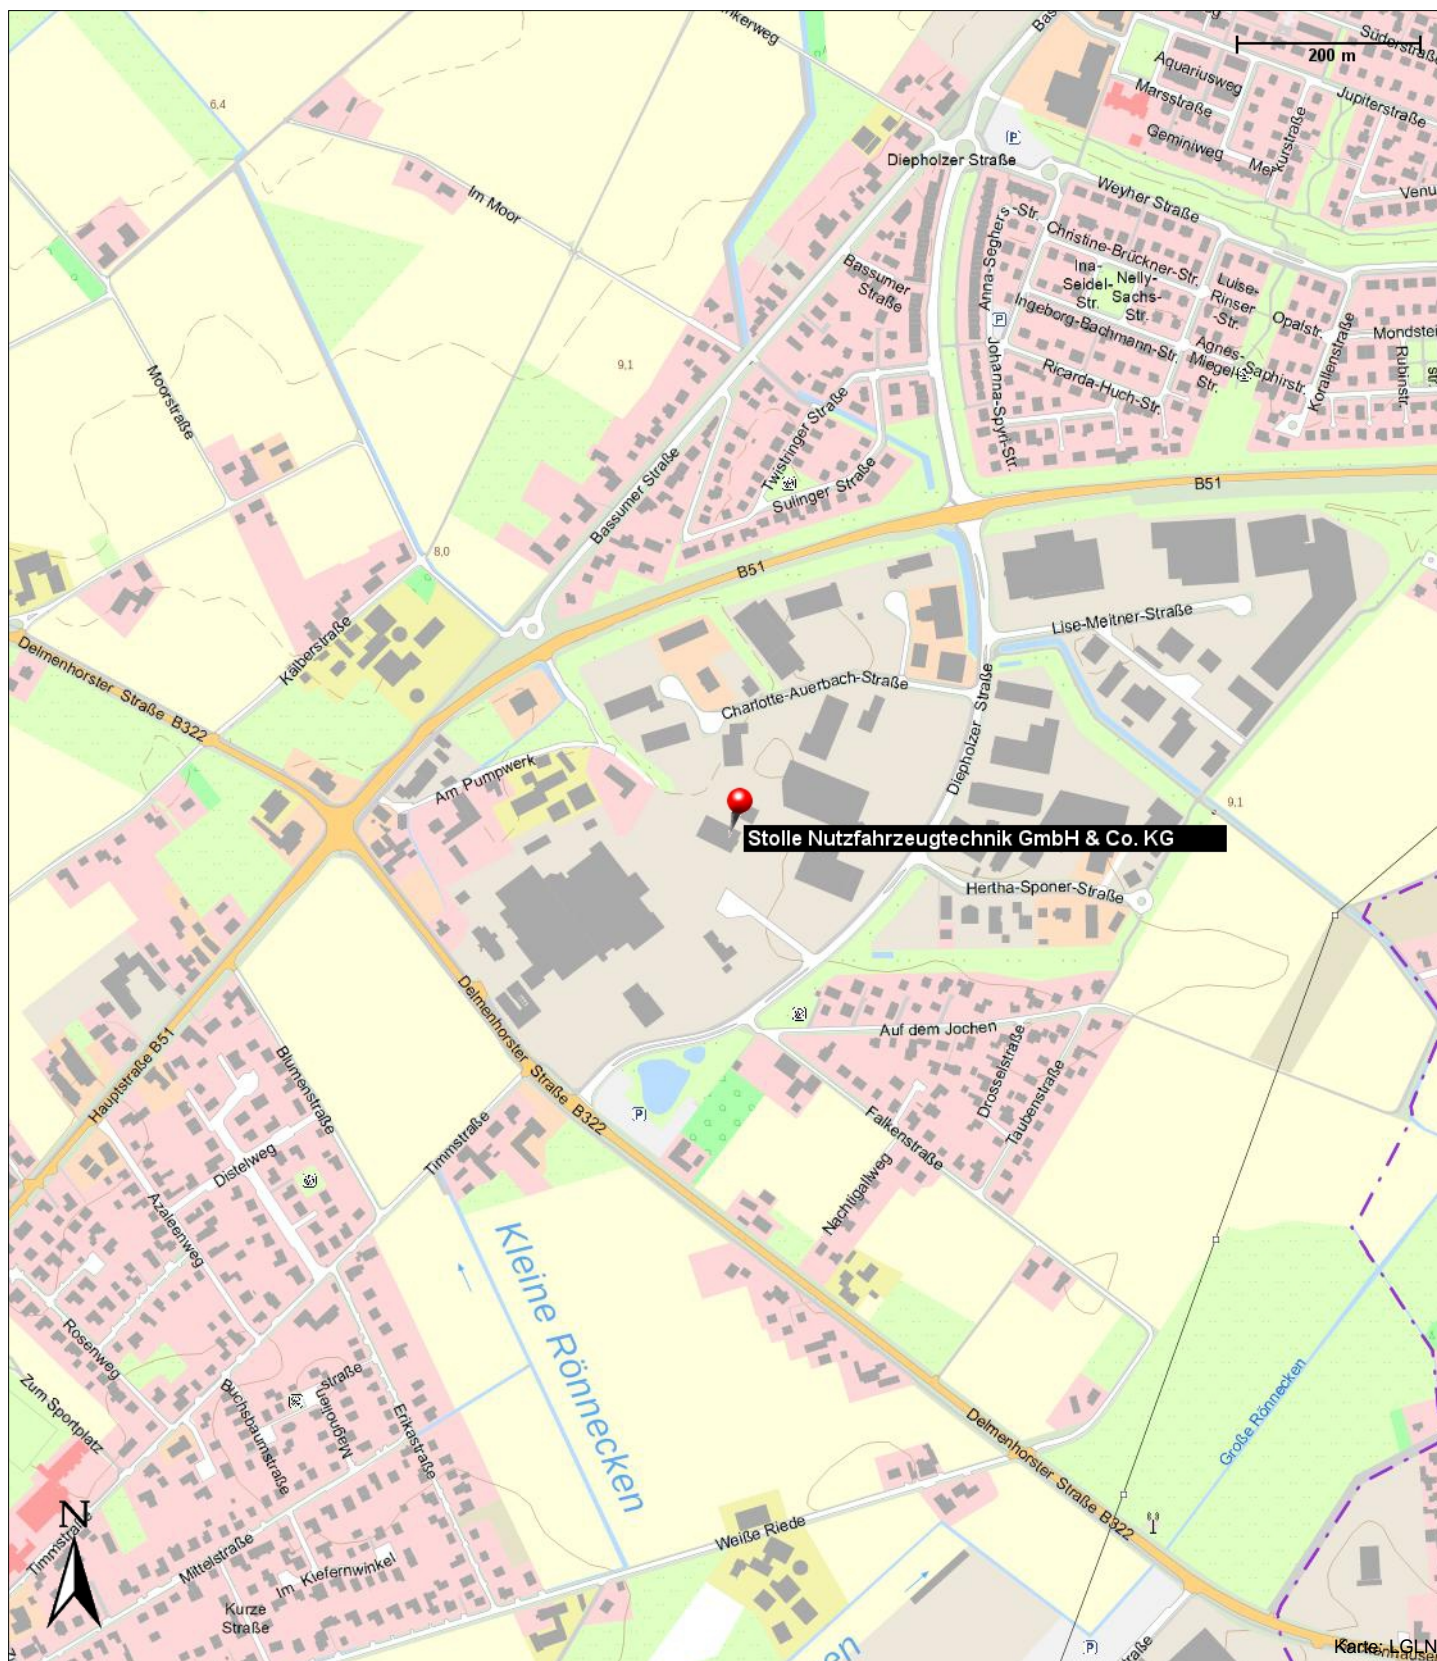 200 m
Süderstraße
Aquariusweg
Marsstraße
Jupiterstraße
Geminiweg
Merkurstraße
Diepholzer Straße
Weyher Straße
6,4
Im Moor
Anna-Seghers
-Str.
Christine-Brückner-Str.
Bassumer
Straße
Ina-
Seidel-
Str.
Nelly-
Sachs-
Str.
Luise-
Rinser
-Str.
Ingeborg-Bachmann-Str.
Opalstr.
Korallenstraße
Agnes-
Miegel-
Str.
Saphirstr.
Rubinstr.
Johanna-Spyri-Str.
Ricarda-Huch-Str.
9,1
Moorstraße
Twistringer Straße
Sulinger Straße
Bassumer Straße
B51
8,0
B51
Lise-Meitner-Straße
Kälberstraße
Delmenhorster Straße B322
Charlotte-Auerbach-Straße
Diepholzer Straße
Am Pumpwerk
9,1
Stolle Nutzfahrzeugtechnik GmbH & Co. KG
Hertha-Sponer-Straße
Delmenhorster Straße B322
Auf dem Jochen
Hauptstraße B51
Blumenstraße
Drosselstraße
Taubenstraße
Falkenstraße
Timmstraße
Distelweg
Nachtigallweg
Azaleenweg
Kleine Rönnecken
Rosenweg
Zum Sportplatz
Buchsbaumstraße
Magnolien
straße
Erikastraße
Große Rönnecken
Delmenhorster Straße B322
N
Timmstraße
Mittelstraße
Weiße Riede
Im Kiefernwinkel
Kurze
Straße
Karte: LGLN